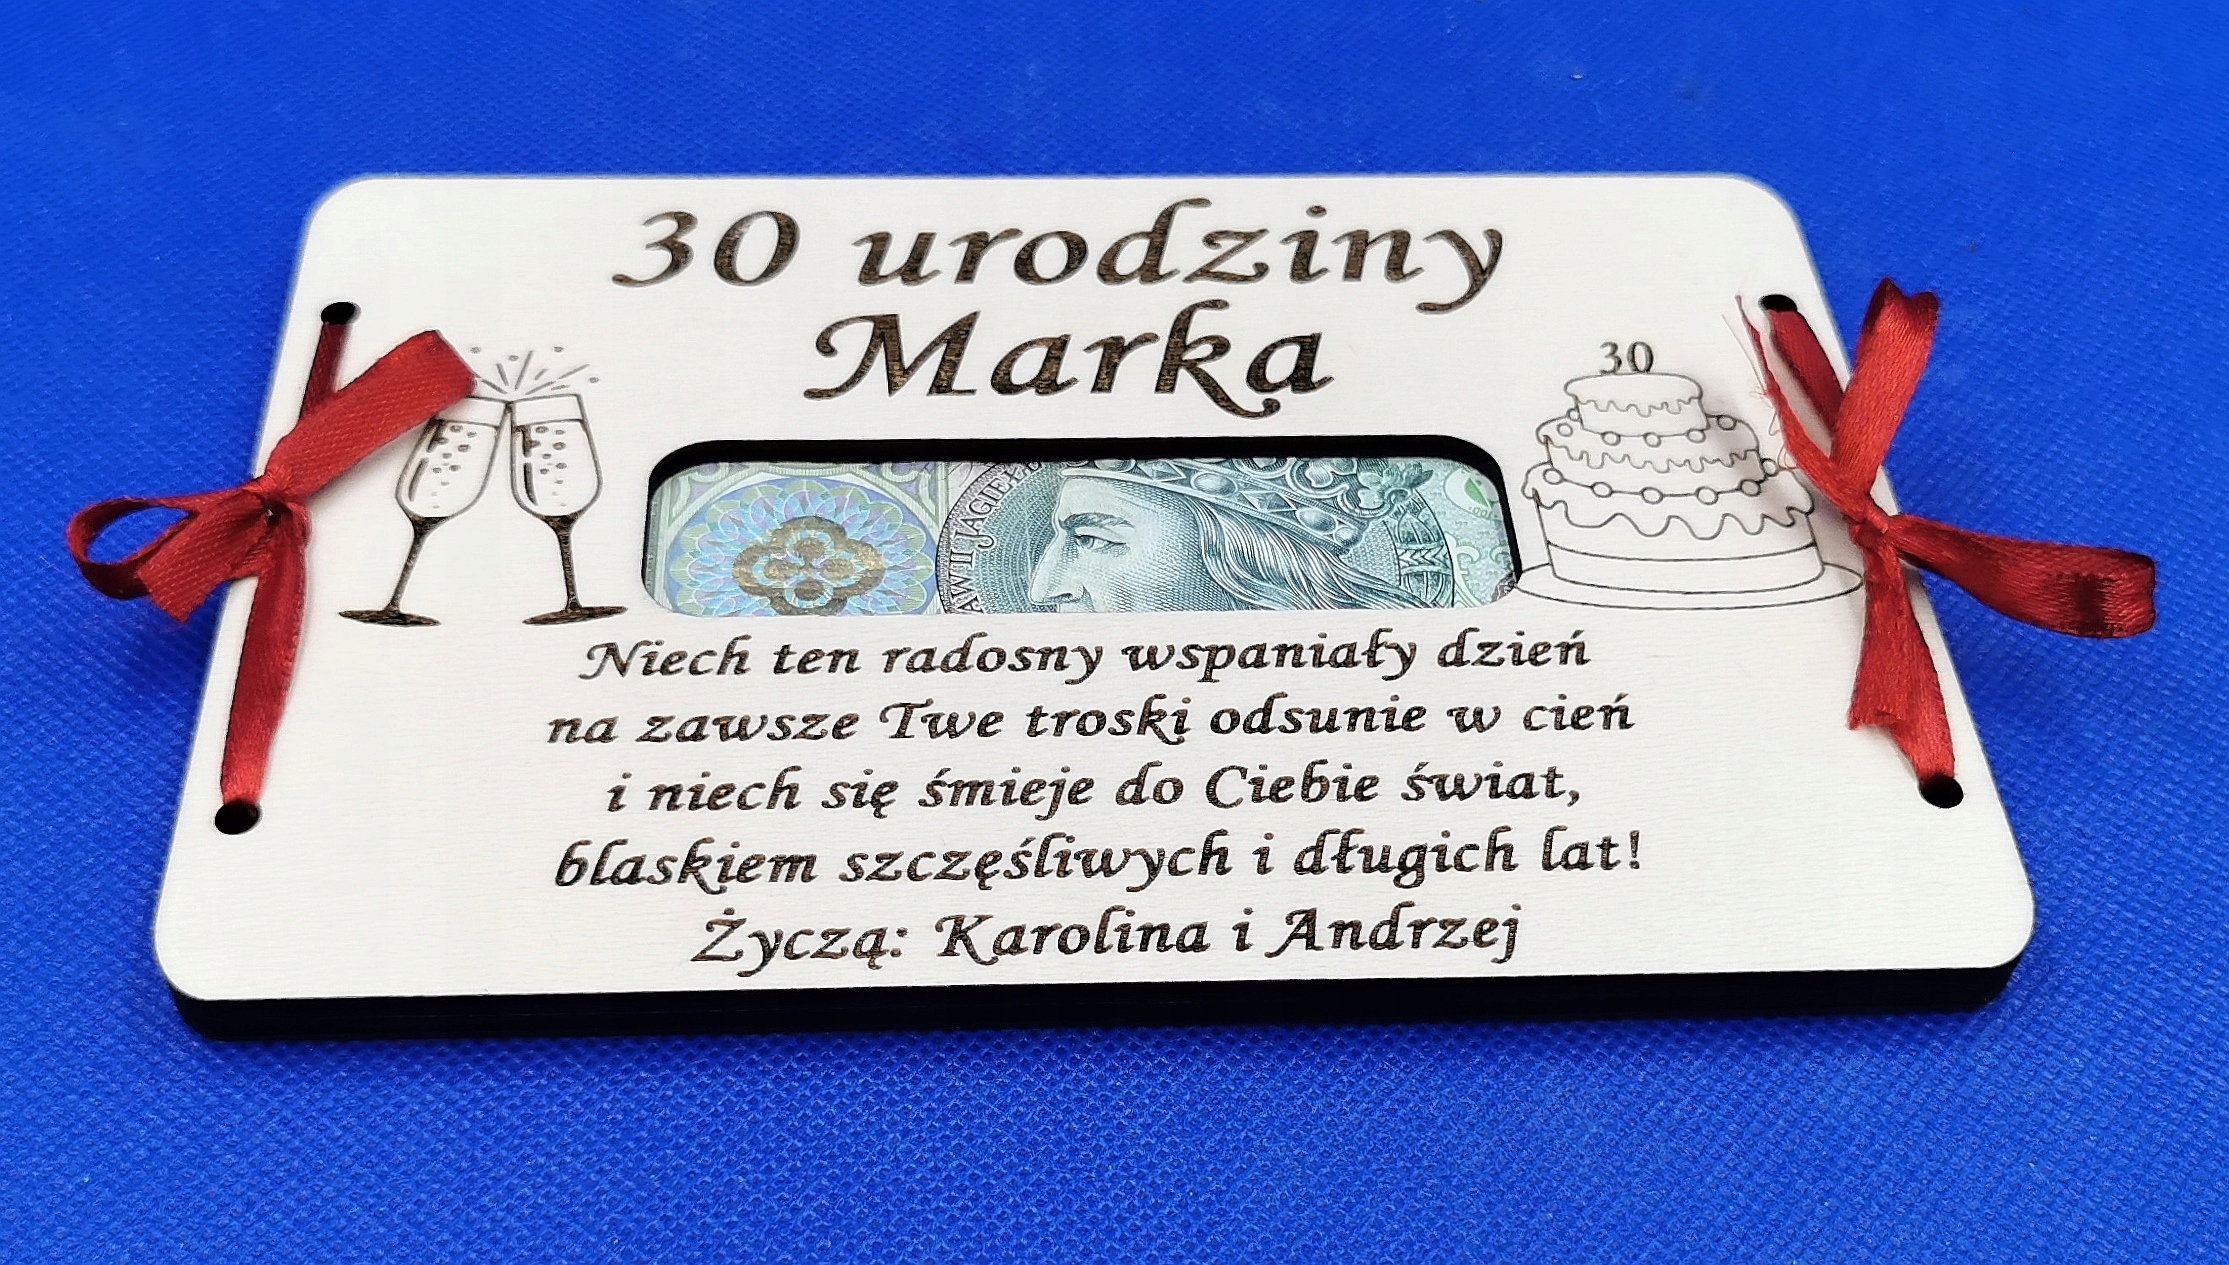 30 urodziny
Marka
30
Niech ten radosny wspaniały dzień
na zawsze Twe troski odsunie w cień
i niech się śmieje do Ciebie świat,
blaskiem szczęśliwych i długich lat!
Życzą: Karolina i Andrzej